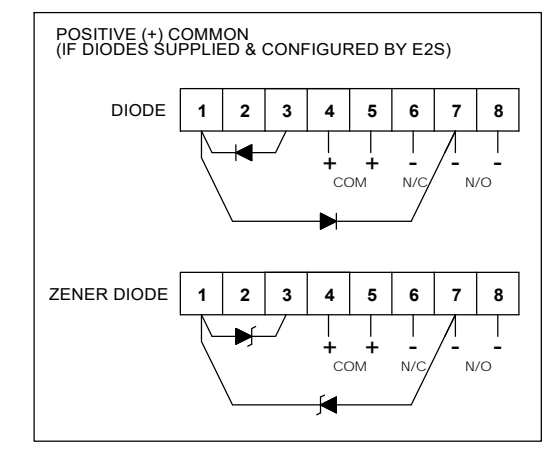 POSITIVE (+) COMMON
(IF DIODES SUPPLIED & CONFIGURED BY E2S)
DIODE 1 2 3 4 5 6 7 8
+ + - - -
COM N/C N/O
ZENER DIODE 1 2 3 4 5 6 7 8
+ + - - -
COM N/C N/O